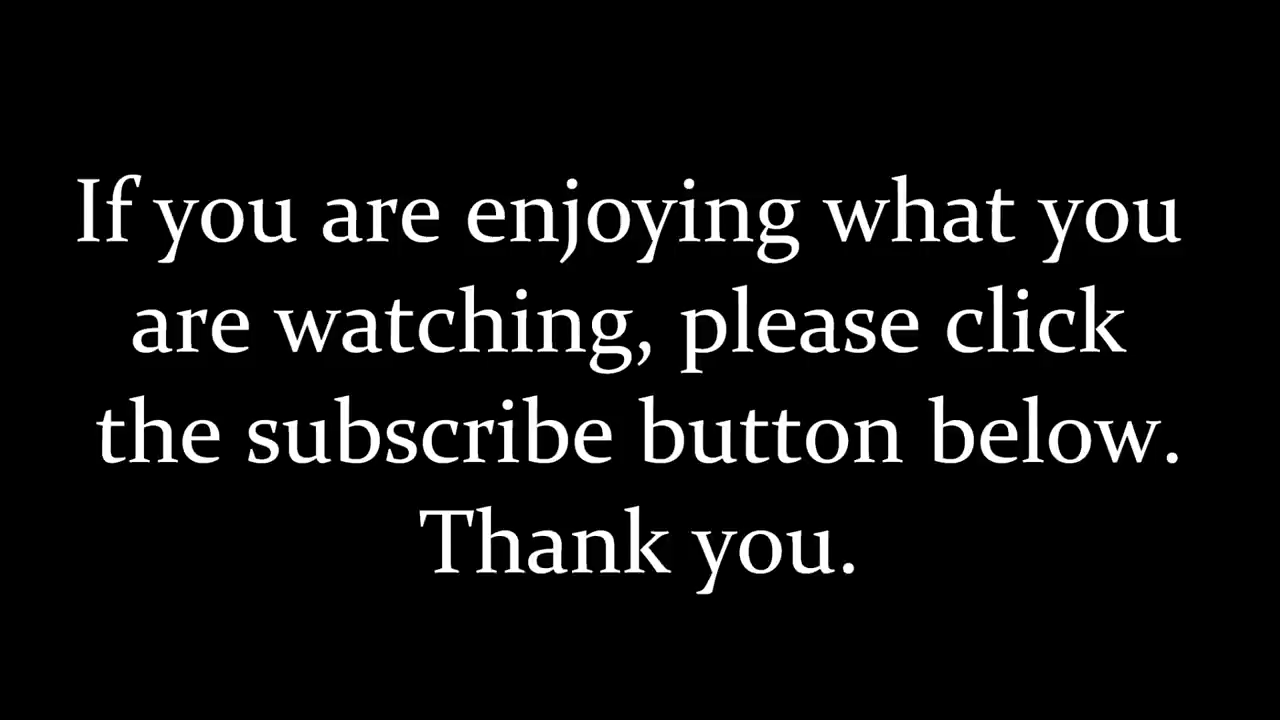 If you are enjoying what you
are watching, please click
the subscribe button below.
Thank you.